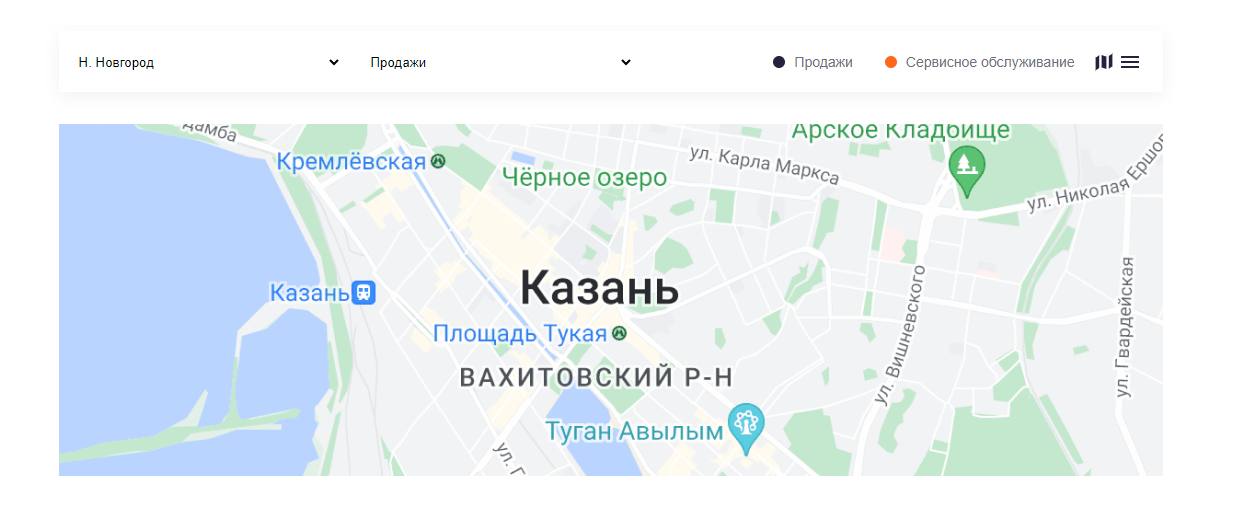 Н. Новгород Продажи Продажи Сервисное обслуживание
дамба
Арское Кладбище
Кремлёвская
ул. Карла Маркса
Чёрное озеро
ул. Николая Ершо
Казань
Казань
ул. Вишневского
ул. Гвардейская
Площадь Тукая
ВАХИТОВСКИЙ Р-Н
Туган Авылым
ул. Г